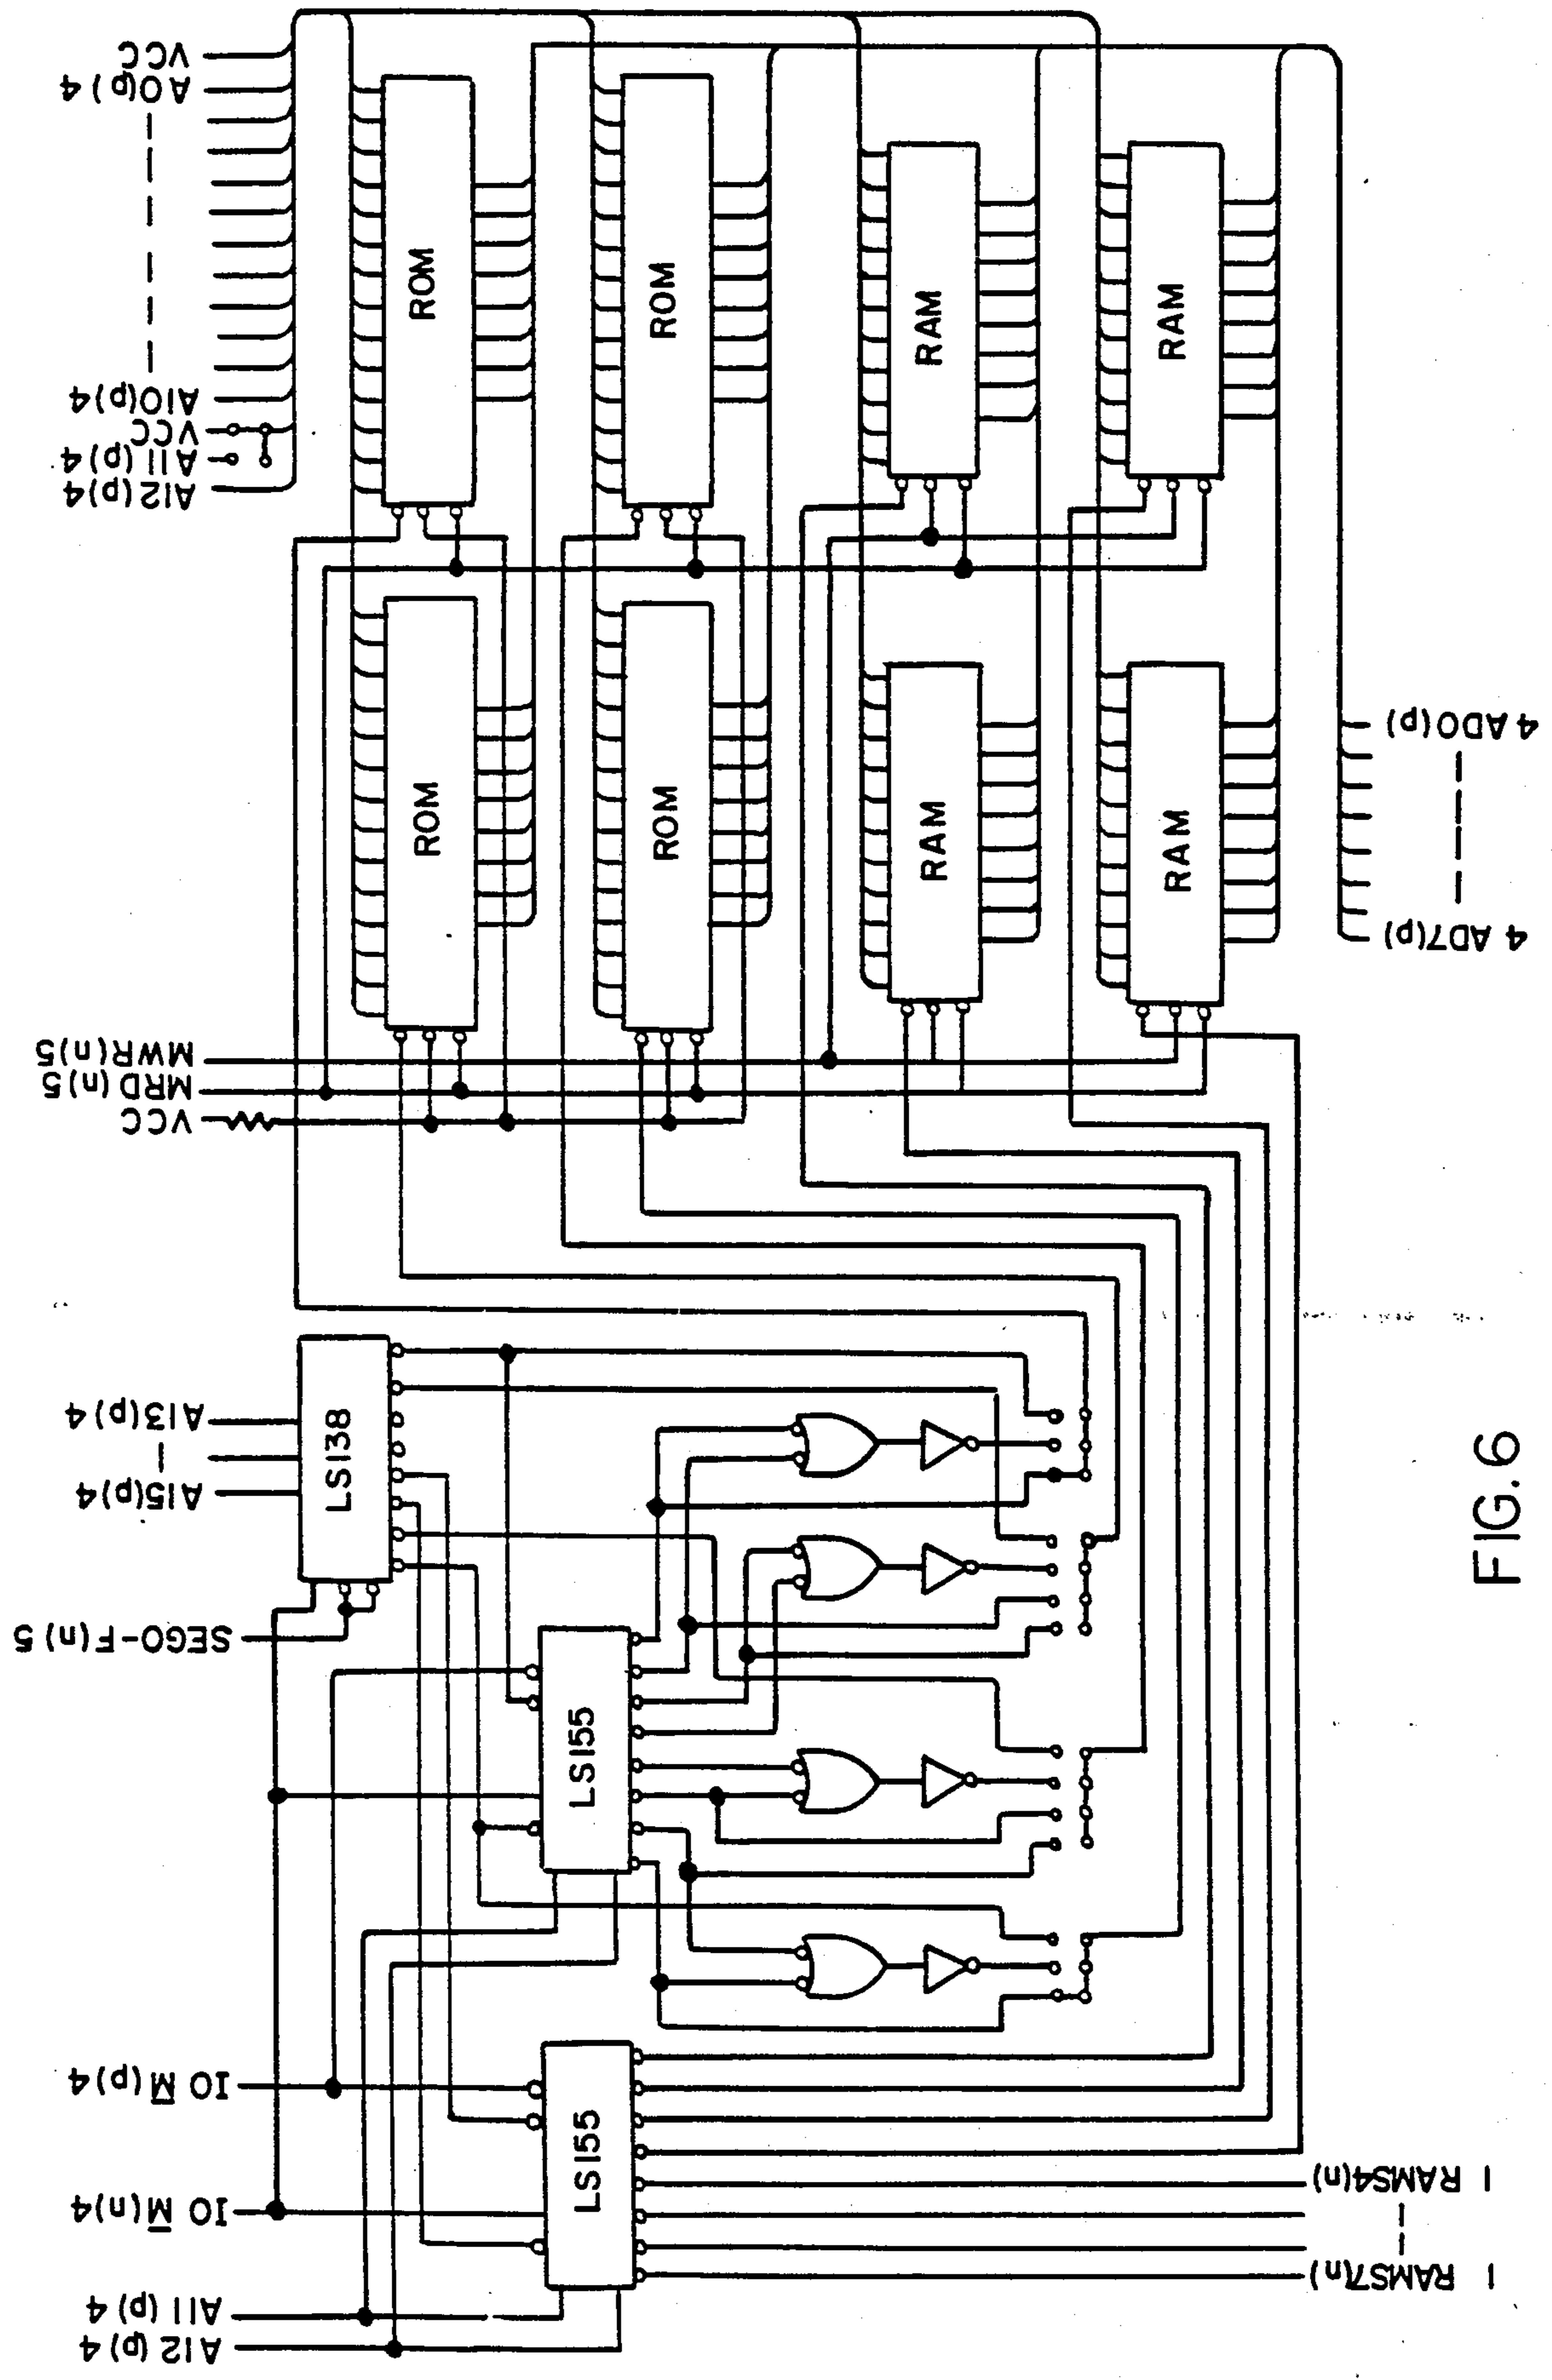 VCC
A0(p)4
A10(p)4
VCC
A11(p)4
A12(p)4
ROM
ROM
RAM
RAM
ROM
ROM
RAM
RAM
4 AD0(p)
4 AD7(p)
MWR(n)5
MRD(n)5
VCC
A13(p)4
A15(p)4
LS138
SEG0-F(n)5
LS155
IO M̅(p)4
IO M̅(n)4
LS155
A11(p)4
A12(p)4
1 RAMS4(n)
1 RAMS7(n)
FIG.6